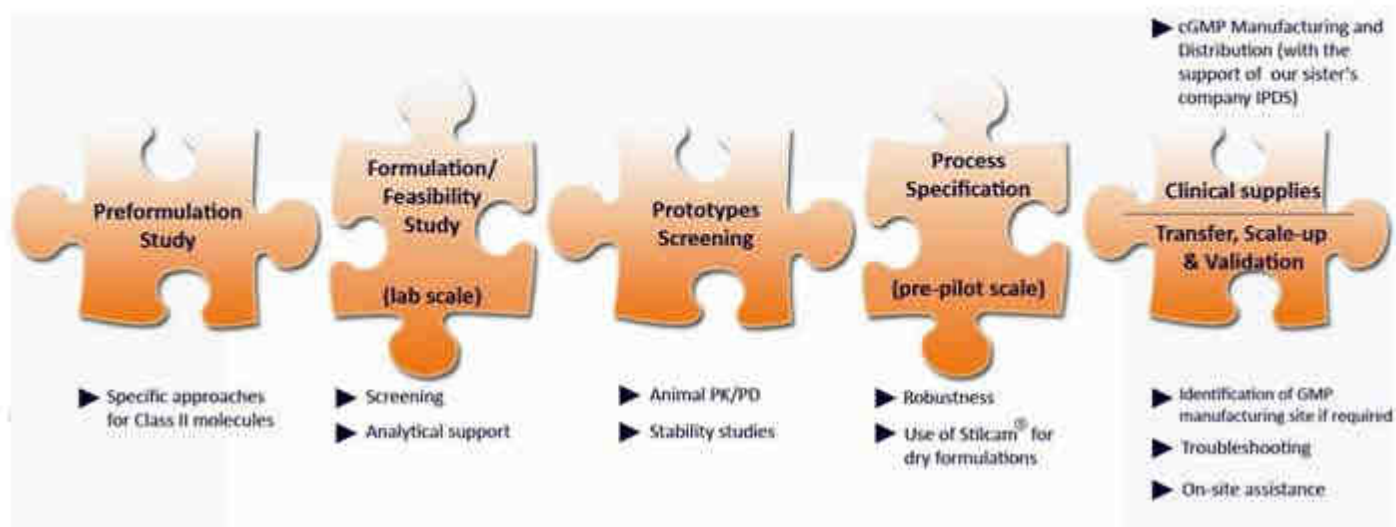 cGMP Manufacturing and
Distribution (with the
support of our sister's
company IPDS)
Preformulation
Study
Formulation/
Feasibility
Study
(lab scale)
Prototypes
Screening
Process
Specification
(pre-pilot scale)
Clinical supplies
Transfer, Scale-up
& Validation
Specific approaches
for Class II molecules
Screening
Analytical support
Animal PK/PD
Stability studies
Robustness
Use of Stilcam® for
dry formulations
Identification of GMP
manufacturing site if required
Troubleshooting
On-site assistance